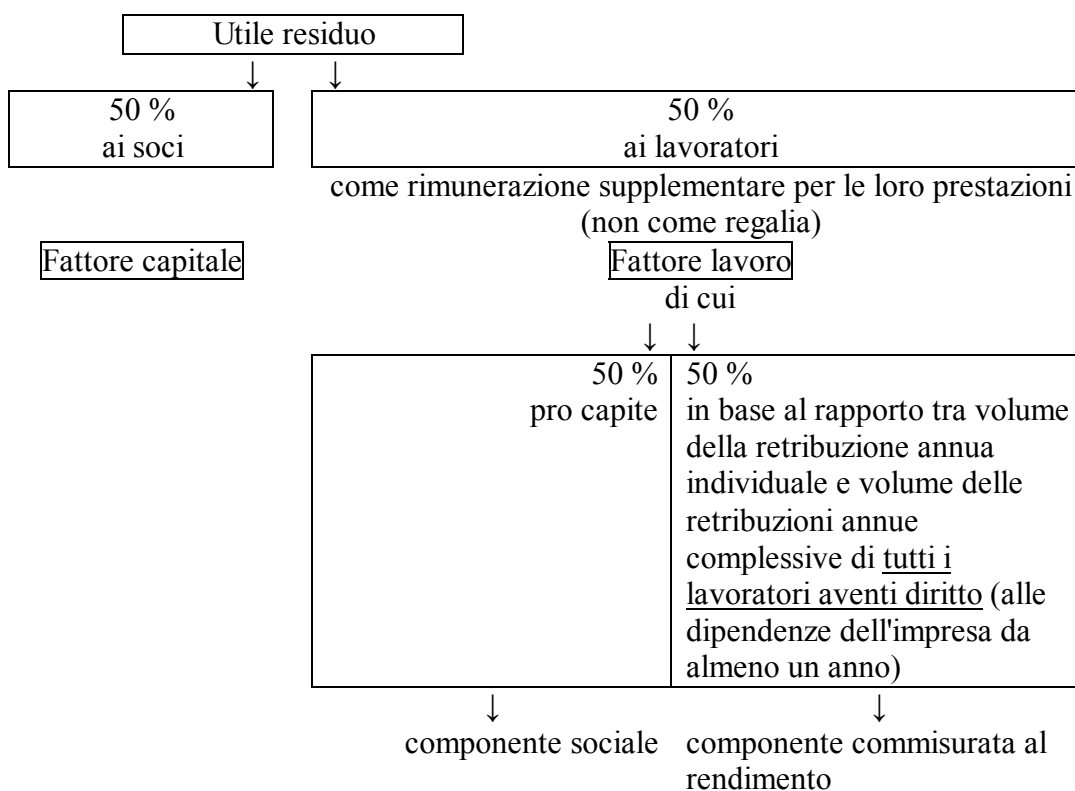 Utile residuo
↓ ↓
50 %
ai soci
50 %
ai lavoratori
come rimunerazione supplementare per le loro prestazioni
(non come regalia)
Fattore capitale
Fattore lavoro
di cui
↓ ↓
50 %
pro capite
50 %
in base al rapporto tra volume
della retribuzione annua
individuale e volume delle
retribuzioni annue
complessive di tutti i
lavoratori aventi diritto (alle
dipendenze dell'impresa da
almeno un anno)
↓
componente sociale
↓
componente commisurata al
rendimento